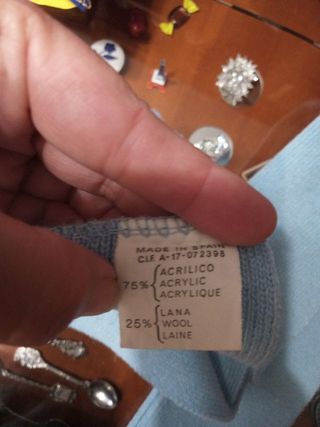 MADE IN SPAIN
C.I.F. A-17-072398
75% { ACRILICO
ACRYLIC
ACRYLIQUE
25% { LANA
WOOL
LAINE